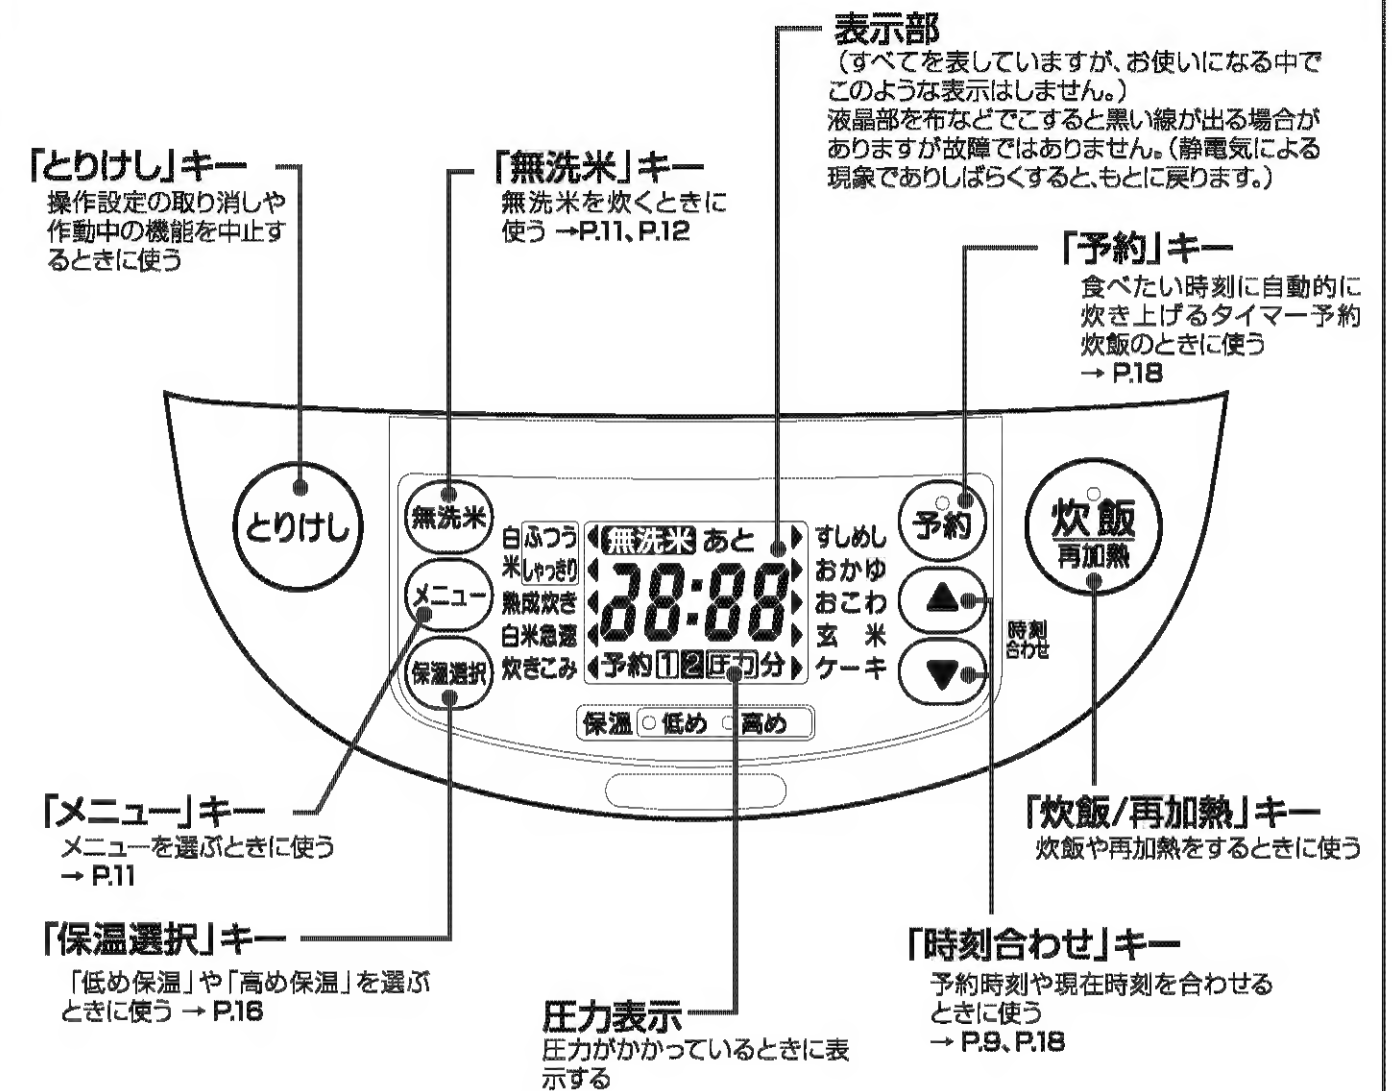 表示部
（すべてを表していますが、お使いになる中で
このような表示はしません。）
液晶部を布などでこすると黒い線が出る場合が
ありますが故障ではありません。（静電気による
現象でありしばらくすると、もとに戻ります。）
「とりけし」キー
操作設定の取り消しや
作動中の機能を中止す
るときに使う
「無洗米」キー
無洗米を炊くときに
使う →P.11、P.12
「予約」キー
食べたい時刻に自動的に
炊き上げるタイマー予約
炊飯のときに使う
→ P.18
とりけし
無洗米
メニュー
保温選択
白米 ふつう
しゃっきり
熟成炊き
白米急速
炊きこみ
無洗米 あと
38:88
予約 1 2 圧力 分
すしめし
おかゆ
おこわ
玄 米
ケーキ
保温 低め 高め
予約
▲
▼
時刻
合わせ
炊飯
再加熱
「メニュー」キー
メニューを選ぶときに使う
→ P.11
「保温選択」キー
「低め保温」や「高め保温」を選ぶ
ときに使う → P.16
圧力表示
圧力がかかっているときに表
示する
「炊飯/再加熱」キー
炊飯や再加熱をするときに使う
「時刻合わせ」キー
予約時刻や現在時刻を合わせる
ときに使う
→ P.9、P.18